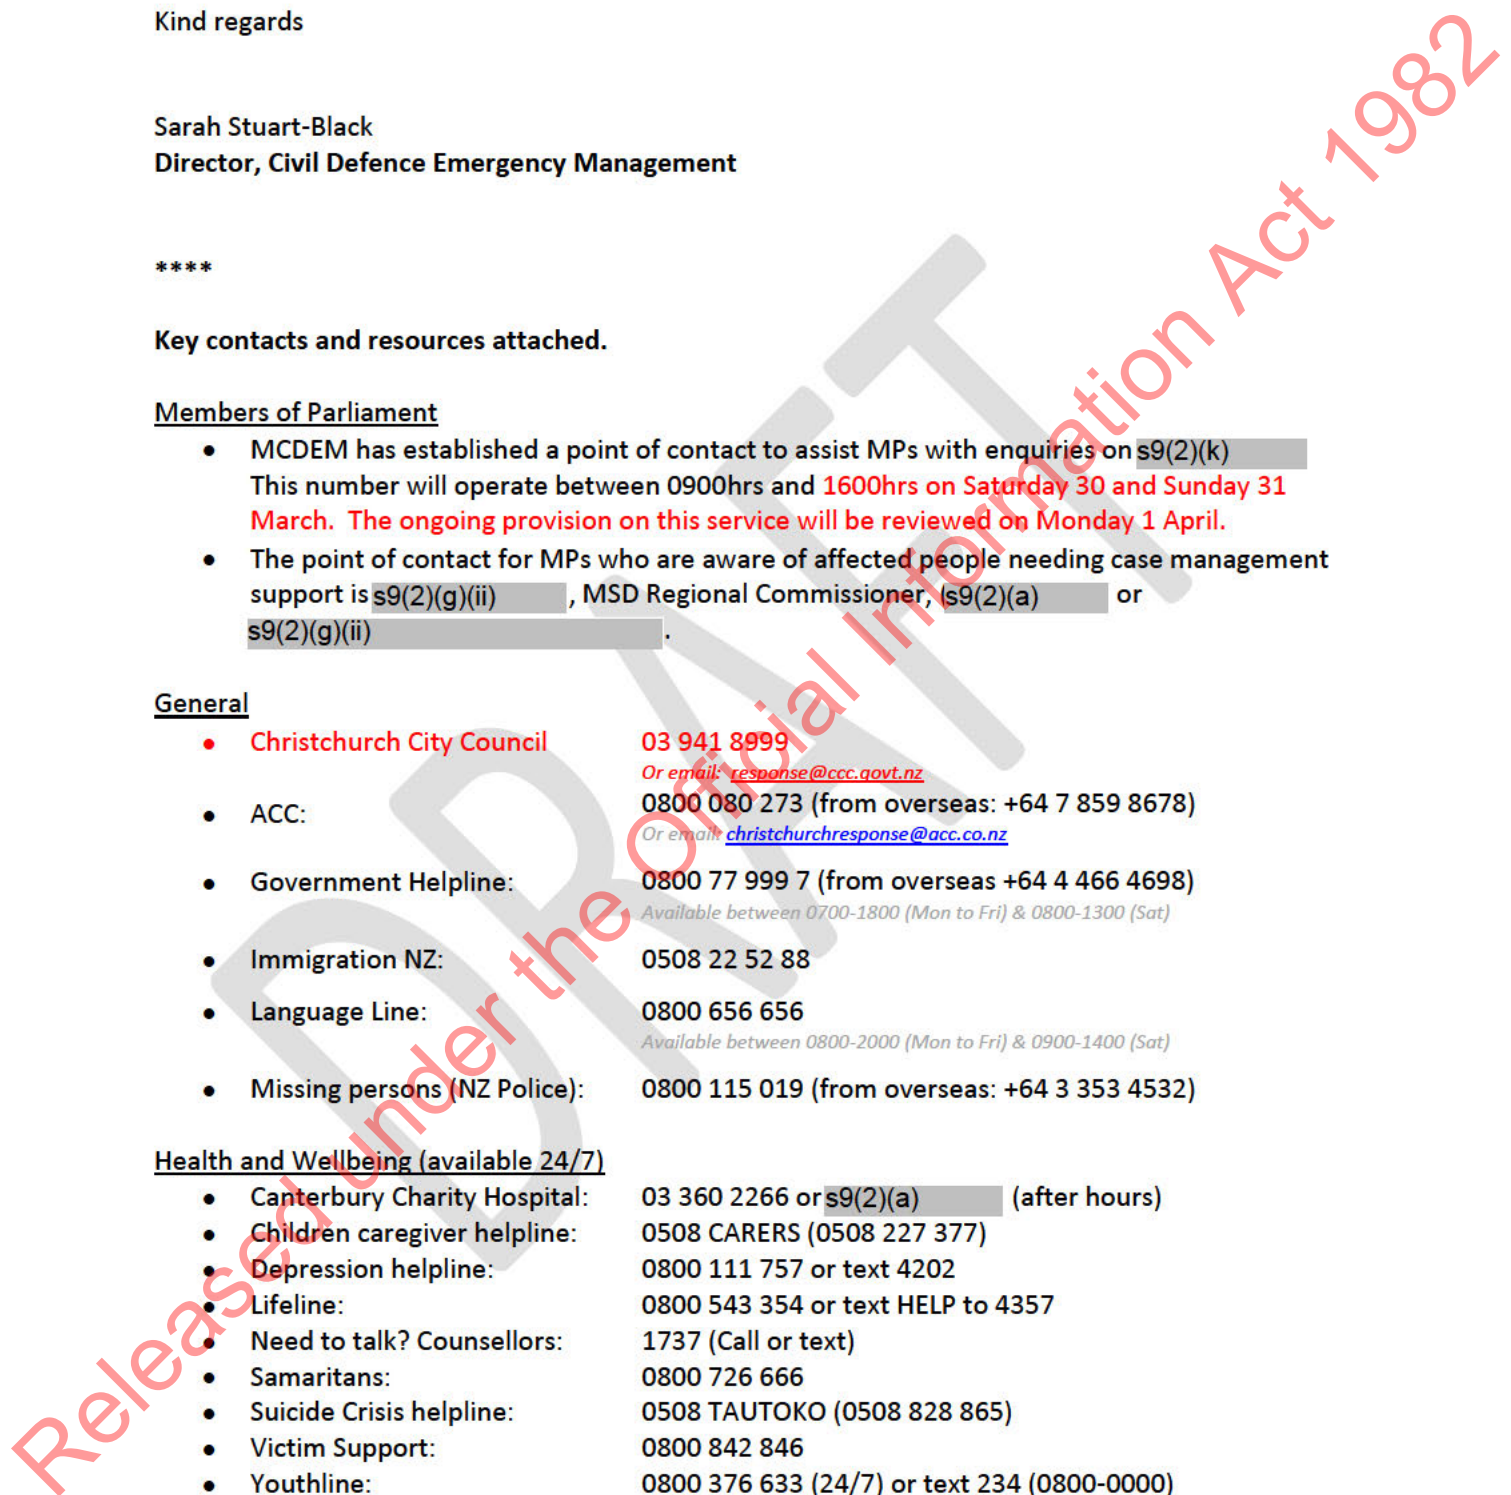 Kind regards
Sarah Stuart-Black
Director, Civil Defence Emergency Management
****
Key contacts and resources attached.
Members of Parliament
• MCDEM has established a point of contact to assist MPs with enquiries on s9(2)(k)
This number will operate between 0900hrs and 1600hrs on Saturday 30 and Sunday 31
March. The ongoing provision on this service will be reviewed on Monday 1 April.
• The point of contact for MPs who are aware of affected people needing case management
support is s9(2)(g)(ii) , MSD Regional Commissioner, (s9(2)(a) or
s9(2)(g)(ii) .
General
• Christchurch City Council 03 941 8999
Or email: response@ccc.govt.nz
• ACC: 0800 080 273 (from overseas: +64 7 859 8678)
Or email: christchurchresponse@acc.co.nz
• Government Helpline: 0800 77 999 7 (from overseas +64 4 466 4698)
Available between 0700-1800 (Mon to Fri) & 0800-1300 (Sat)
• Immigration NZ: 0508 22 52 88
• Language Line: 0800 656 656
Available between 0800-2000 (Mon to Fri) & 0900-1400 (Sat)
• Missing persons (NZ Police): 0800 115 019 (from overseas: +64 3 353 4532)
Health and Wellbeing (available 24/7)
• Canterbury Charity Hospital: 03 360 2266 or s9(2)(a) (after hours)
• Children caregiver helpline: 0508 CARERS (0508 227 377)
• Depression helpline: 0800 111 757 or text 4202
• Lifeline: 0800 543 354 or text HELP to 4357
• Need to talk? Counsellors: 1737 (Call or text)
• Samaritans: 0800 726 666
• Suicide Crisis helpline: 0508 TAUTOKO (0508 828 865)
• Victim Support: 0800 842 846
• Youthline: 0800 376 633 (24/7) or text 234 (0800-0000)
DRAFT
Released under the Official Information Act 1982